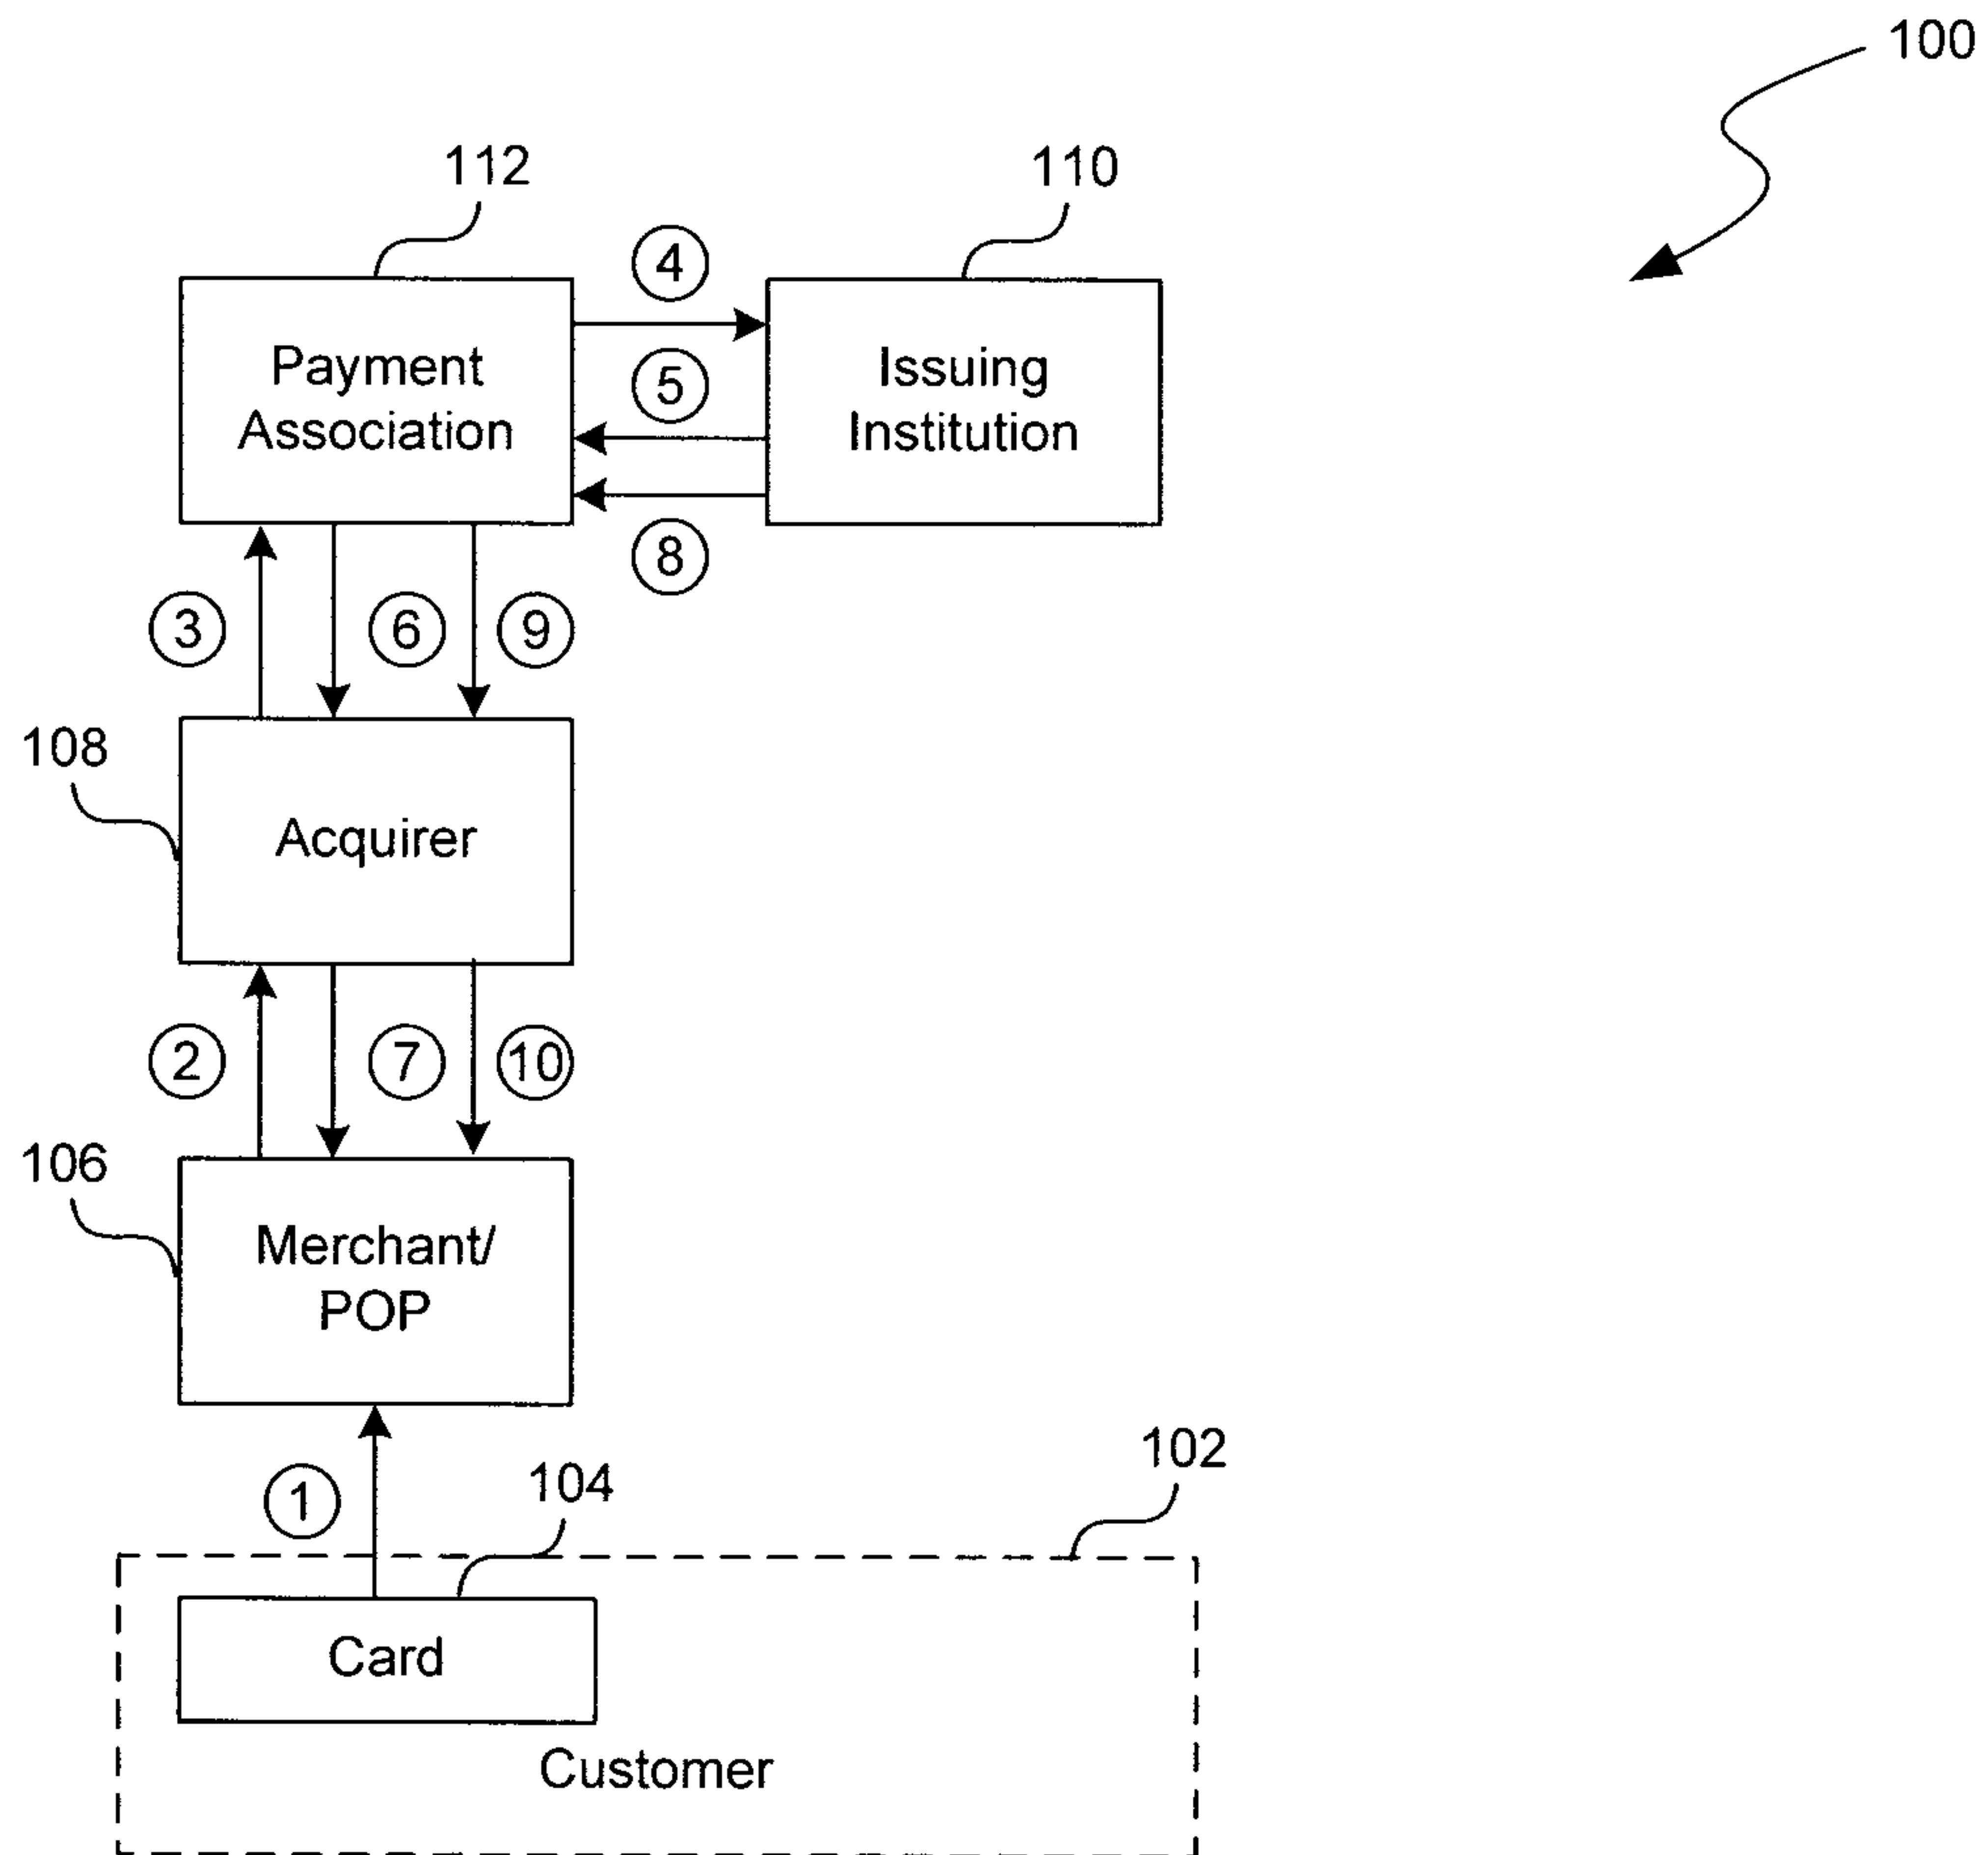 100
112
110
4
Payment
Association
5
Issuing
Institution
8
3
6
9
108
Acquirer
2
7
10
106
Merchant/
POP
102
104
1
Card
Customer